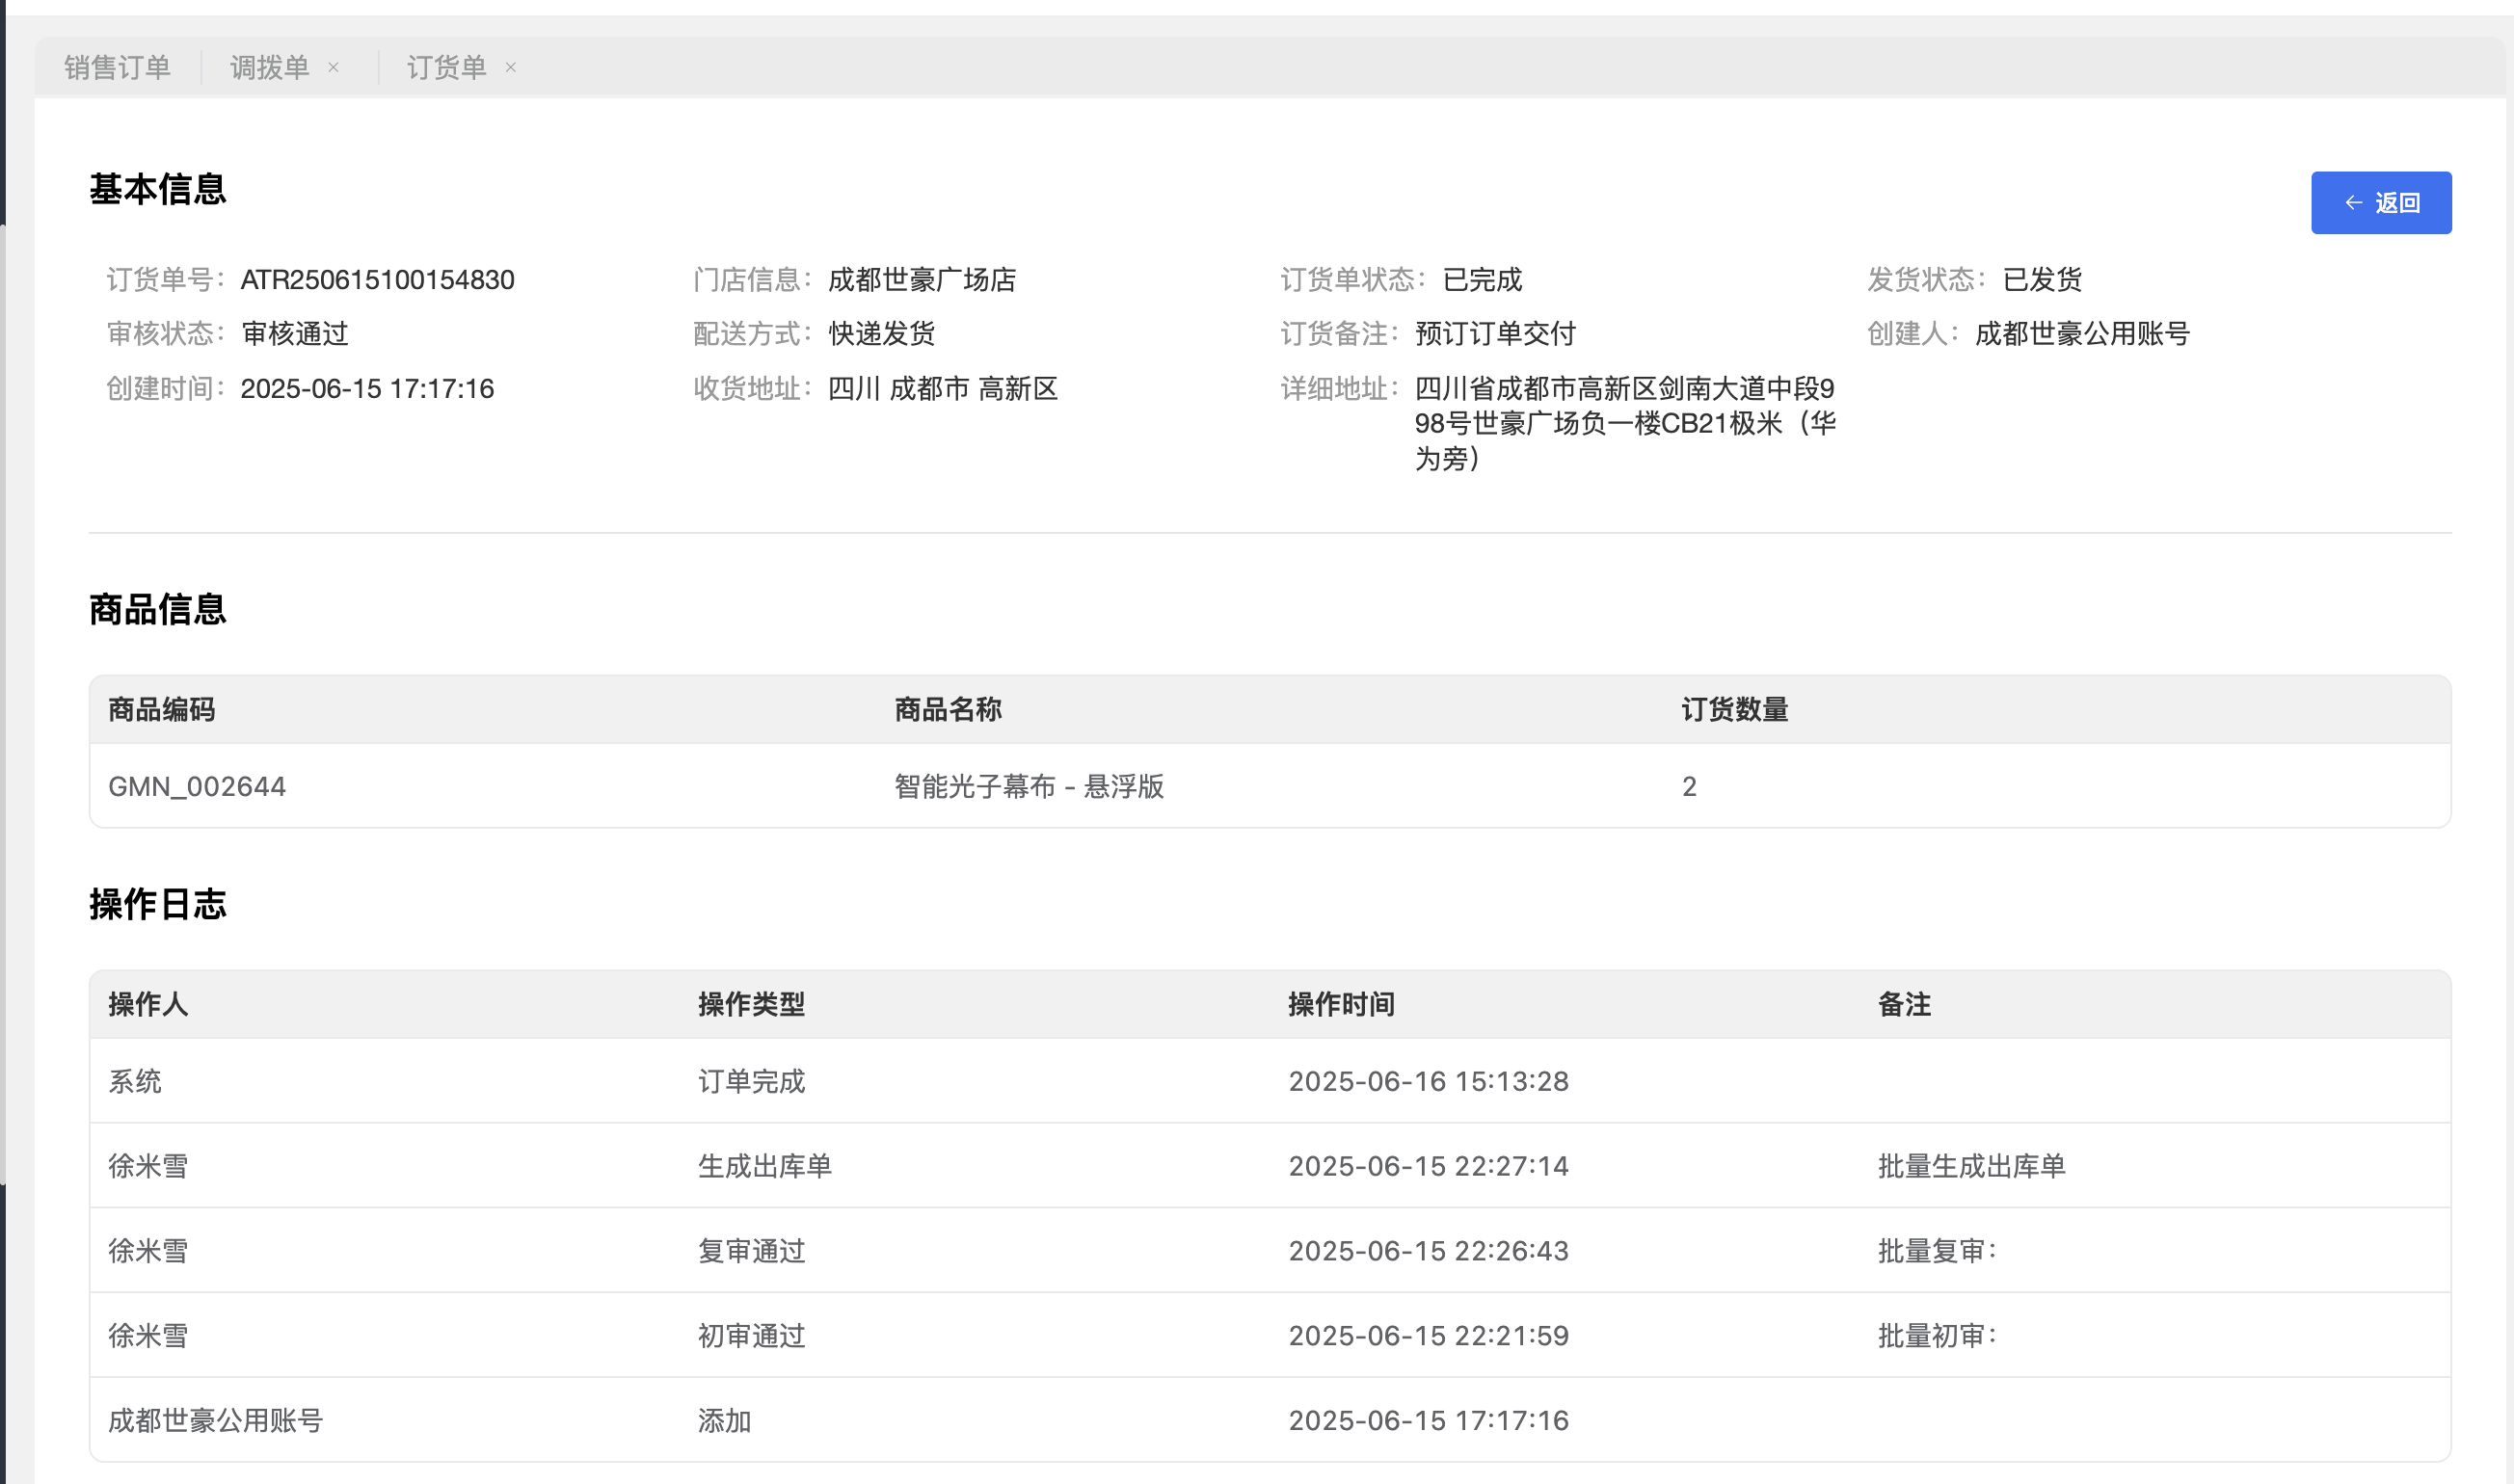 销售订单 调拨单 × 订货单 ×
基本信息
← 返回
订货单号： ATR250615100154830 门店信息： 成都世豪广场店 订货单状态： 已完成 发货状态： 已发货
审核状态： 审核通过 配送方式： 快递发货 订货备注： 预订订单交付 创建人： 成都世豪公用账号
创建时间： 2025-06-15 17:17:16 收货地址： 四川 成都市 高新区 详细地址： 四川省成都市高新区剑南大道中段9
98号世豪广场负一楼CB21极米（华
为旁）
商品信息
商品编码 商品名称 订货数量
GMN_002644 智能光子幕布 - 悬浮版 2
操作日志
操作人 操作类型 操作时间 备注
系统 订单完成 2025-06-16 15:13:28
徐米雪 生成出库单 2025-06-15 22:27:14 批量生成出库单
徐米雪 复审通过 2025-06-15 22:26:43 批量复审：
徐米雪 初审通过 2025-06-15 22:21:59 批量初审：
成都世豪公用账号 添加 2025-06-15 17:17:16